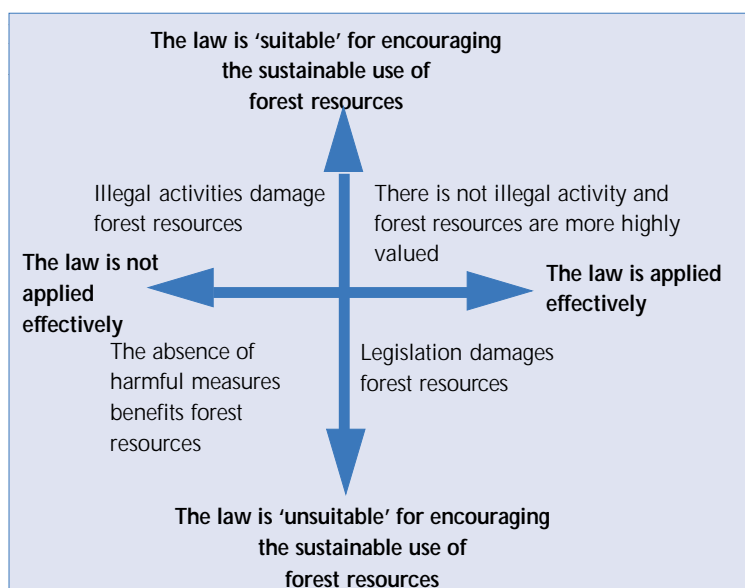 The law is ‘suitable’ for encouraging
the sustainable use of
forest resources
Illegal activities damage
forest resources
There is not illegal activity and
forest resources are more highly
valued
The law is not
applied
effectively
The law is applied
effectively
The absence of
harmful measures
benefits forest
resources
Legislation damages
forest resources
The law is ‘unsuitable’ for encouraging
the sustainable use of
forest resources